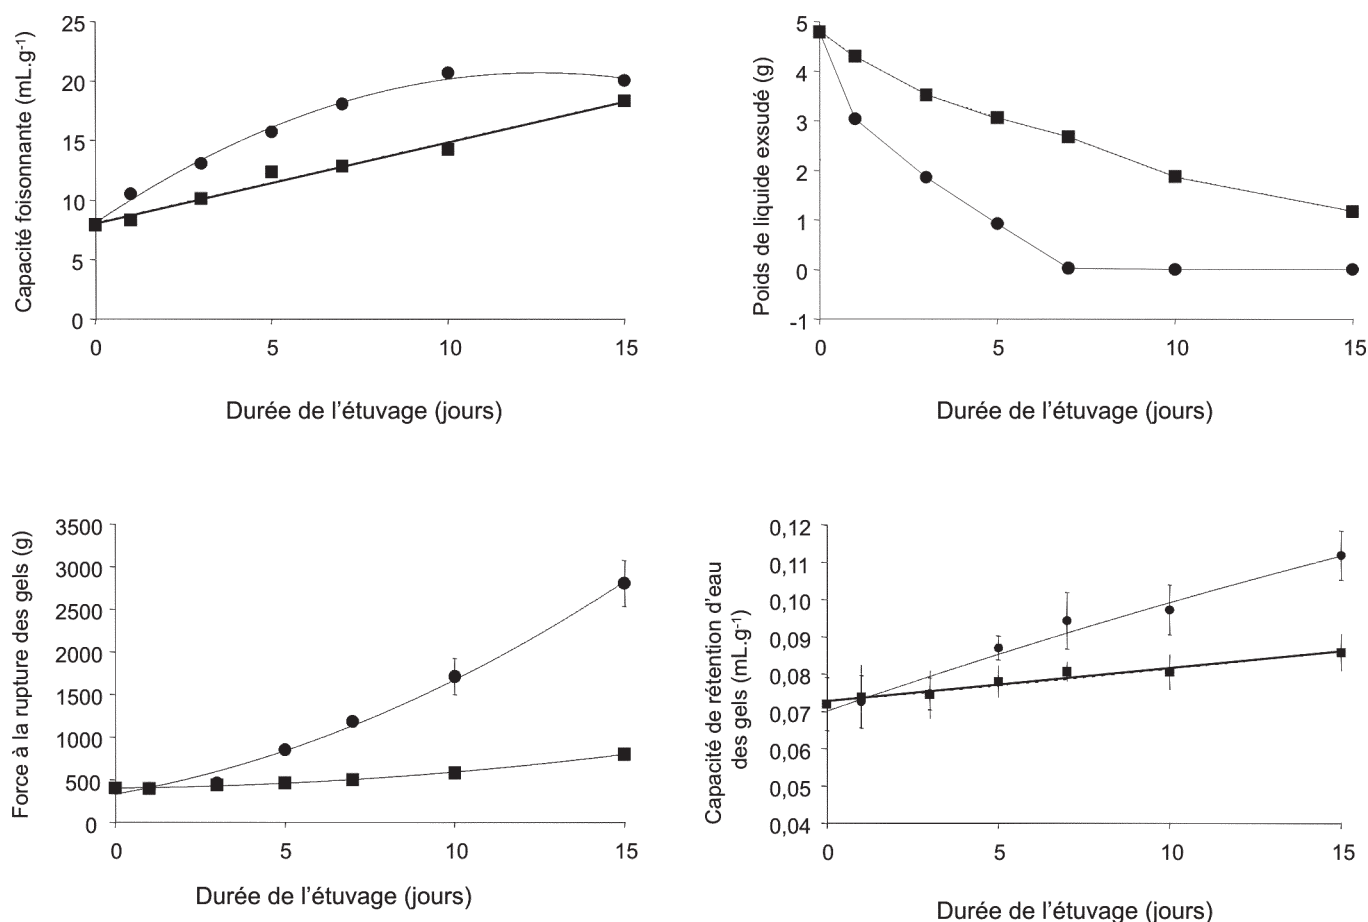 Capacité foisonnante (mL.g-1)
25
20
15
10
5
0
0 5 10 15
Durée de l'étuvage (jours)
Poids de liquide exsudé (g)
5
4
3
2
1
0
-1
0 5 10 15
Durée de l'étuvage (jours)
Force à la rupture des gels (g)
3500
3000
2500
2000
1500
1000
500
0
0 5 10 15
Durée de l'étuvage (jours)
Capacité de rétention d'eau
des gels (mL.g-1)
0,12
0,11
0,10
0,09
0,08
0,07
0,06
0,05
0,04
0 5 10 15
Durée de l'étuvage (jours)